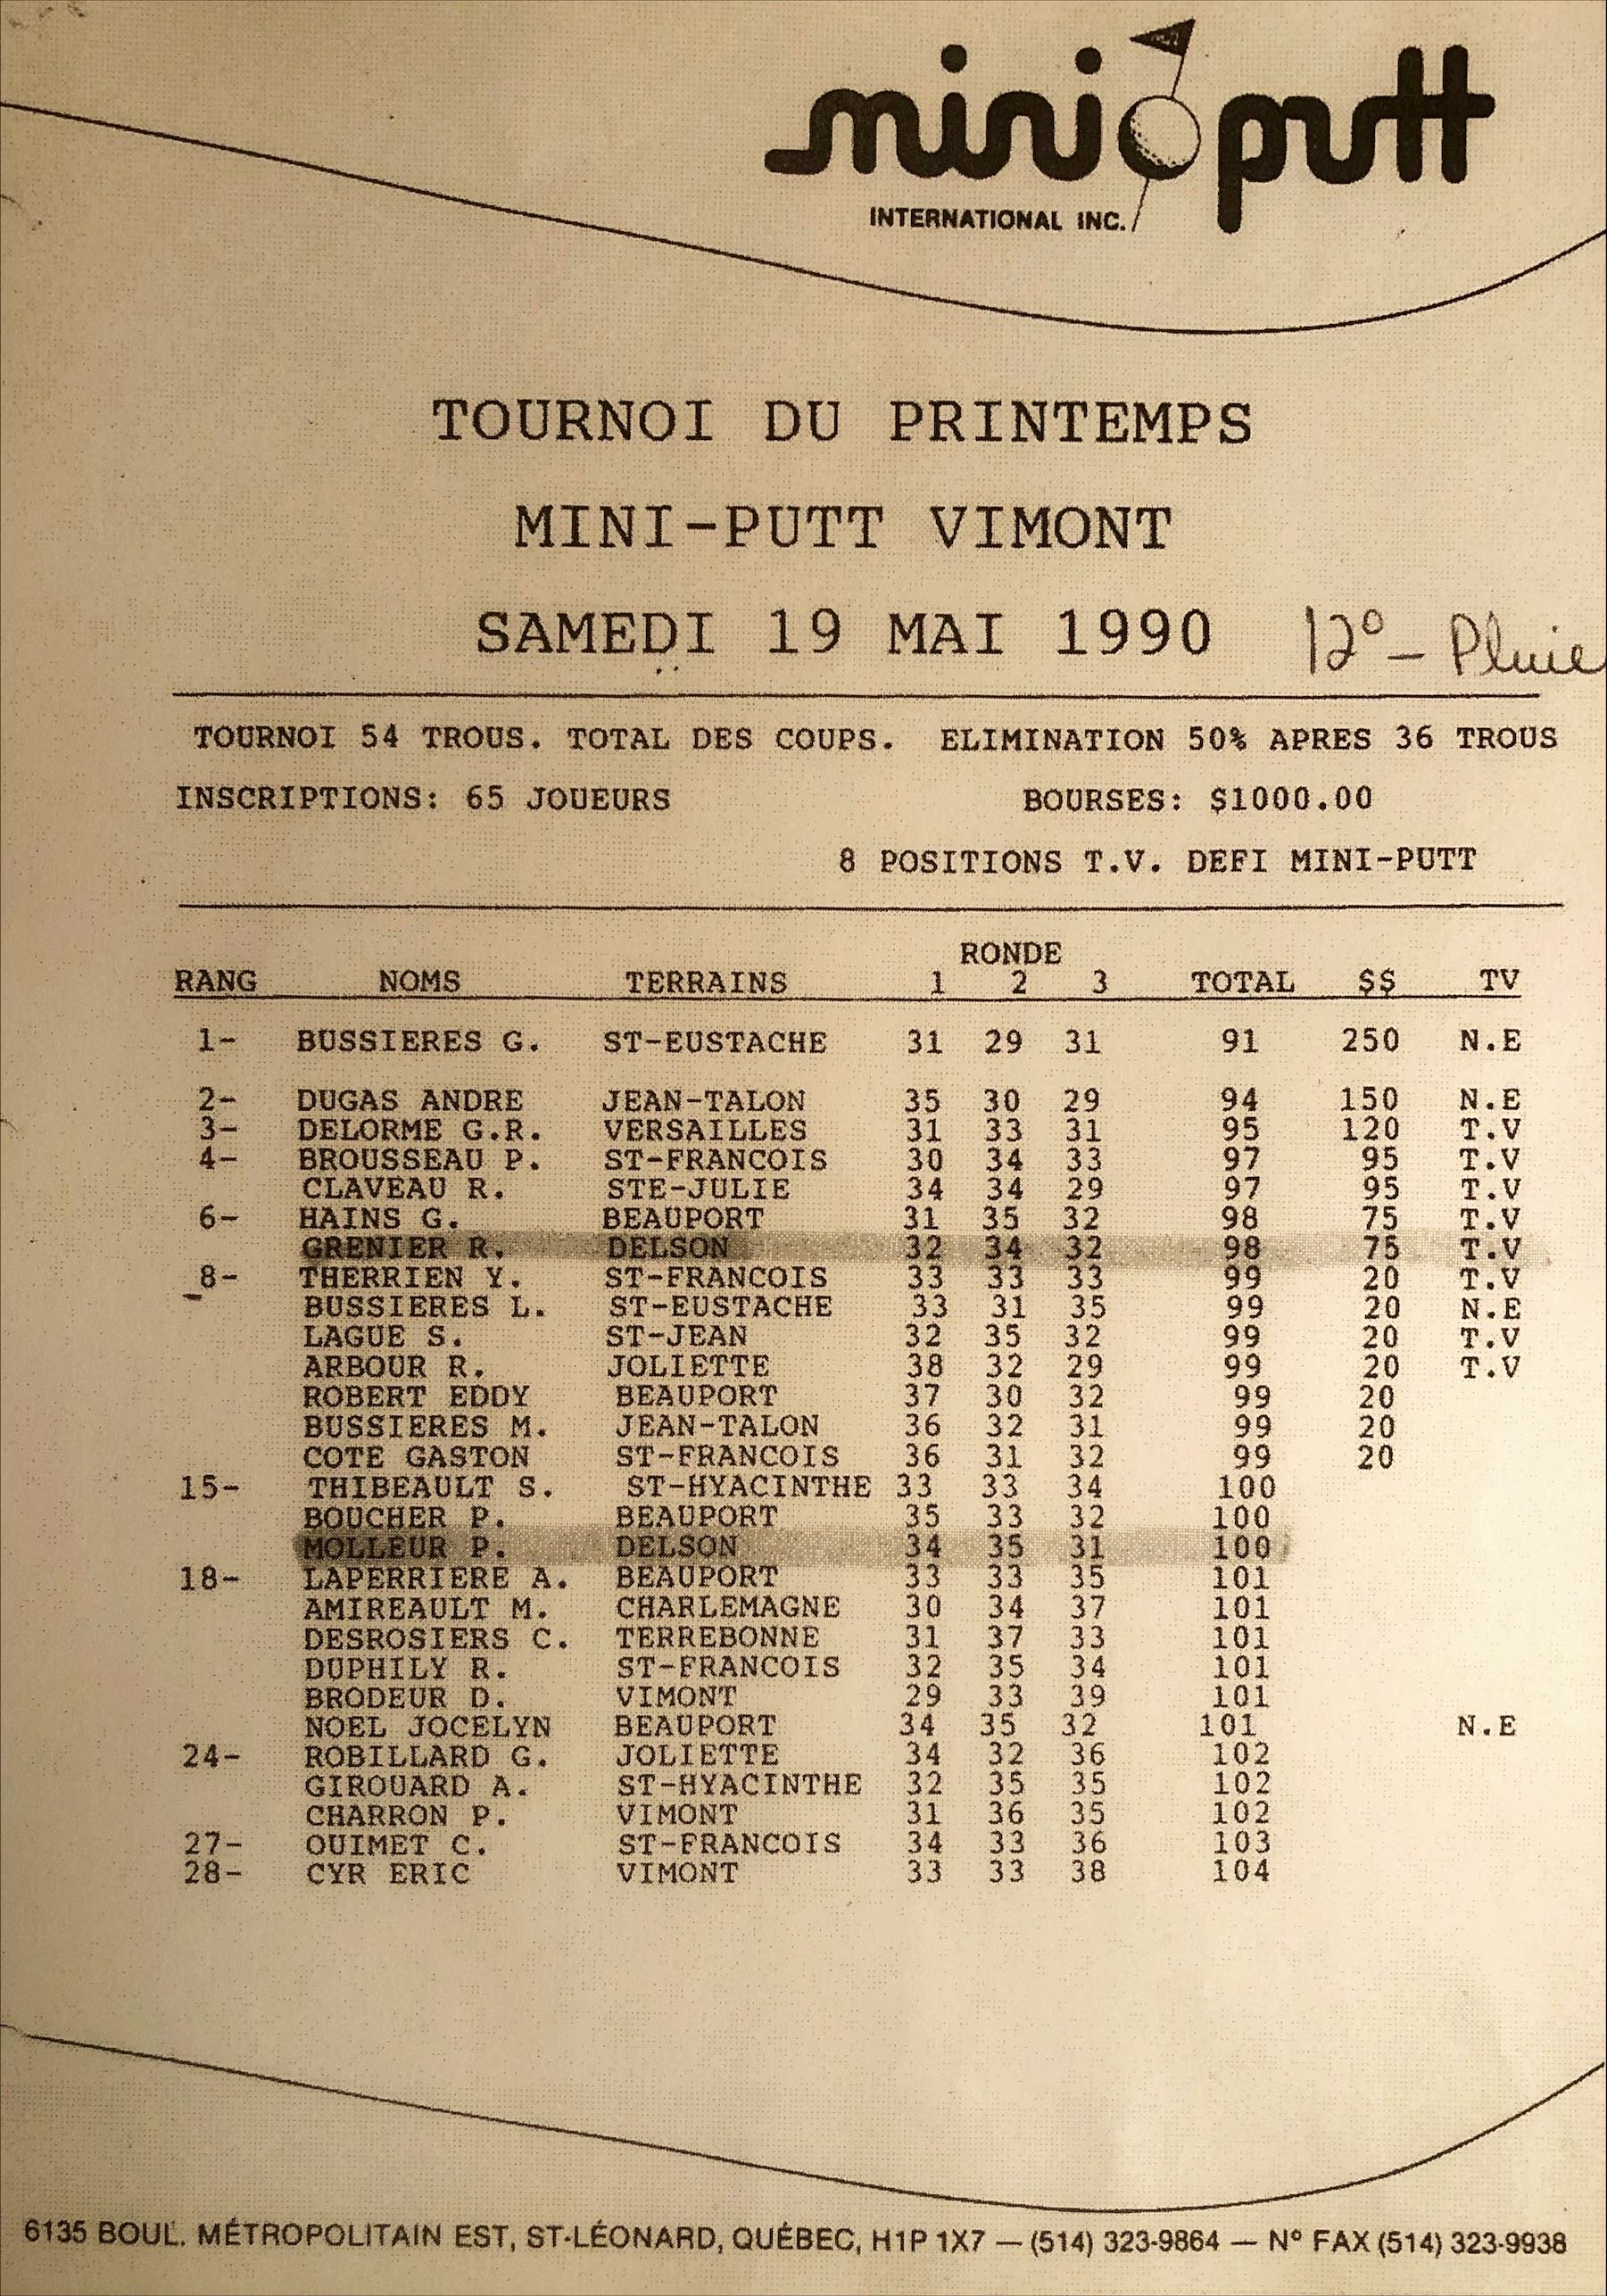 mini putt
INTERNATIONAL INC.
TOURNOI DU PRINTEMPS
MINI-PUTT VIMONT
SAMEDI 19 MAI 1990 12° - Pluie
TOURNOI 54 TROUS. TOTAL DES COUPS. ELIMINATION 50% APRES 36 TROUS
INSCRIPTIONS: 65 JOUEURS BOURSES: $1000.00
8 POSITIONS T.V. DEFI MINI-PUTT
RONDE
RANG NOMS TERRAINS 1 2 3 TOTAL $$ TV
1- BUSSIERES G. ST-EUSTACHE 31 29 31 91 250 N.E
2- DUGAS ANDRE JEAN-TALON 35 30 29 94 150 N.E
3- DELORME G.R. VERSAILLES 31 33 31 95 120 T.V
4- BROUSSEAU P. ST-FRANCOIS 30 34 33 97 95 T.V
CLAVEAU R. STE-JULIE 34 34 29 97 95 T.V
6- HAINS G. BEAUPORT 31 35 32 98 75 T.V
GRENIER R. DELSON 32 34 32 98 75 T.V
8- THERRIEN Y. ST-FRANCOIS 33 33 33 99 20 T.V
BUSSIERES L. ST-EUSTACHE 33 31 35 99 20 N.E
LAGUE S. ST-JEAN 32 35 32 99 20 T.V
ARBOUR R. JOLIETTE 38 32 29 99 20 T.V
ROBERT EDDY BEAUPORT 37 30 32 99 20
BUSSIERES M. JEAN-TALON 36 32 31 99 20
COTE GASTON ST-FRANCOIS 36 31 32 99 20
15- THIBEAULT S. ST-HYACINTHE 33 33 34 100
BOUCHER P. BEAUPORT 35 33 32 100
MOLLEUR P. DELSON 34 35 31 100
18- LAPERRIERE A. BEAUPORT 33 33 35 101
AMIREAULT M. CHARLEMAGNE 30 34 37 101
DESROSIERS C. TERREBONNE 31 37 33 101
DUPHILY R. ST-FRANCOIS 32 35 34 101
BRODEUR D. VIMONT 29 33 39 101
NOEL JOCELYN BEAUPORT 34 35 32 101 N.E
24- ROBILLARD G. JOLIETTE 34 32 36 102
GIROUARD A. ST-HYACINTHE 32 35 35 102
CHARRON P. VIMONT 31 36 35 102
27- OUIMET C. ST-FRANCOIS 34 33 36 103
28- CYR ERIC VIMONT 33 33 38 104
6135 BOUL. MÉTROPOLITAIN EST, ST-LÉONARD, QUÉBEC, H1P 1X7 — (514) 323-9864 — N° FAX (514) 323-9938